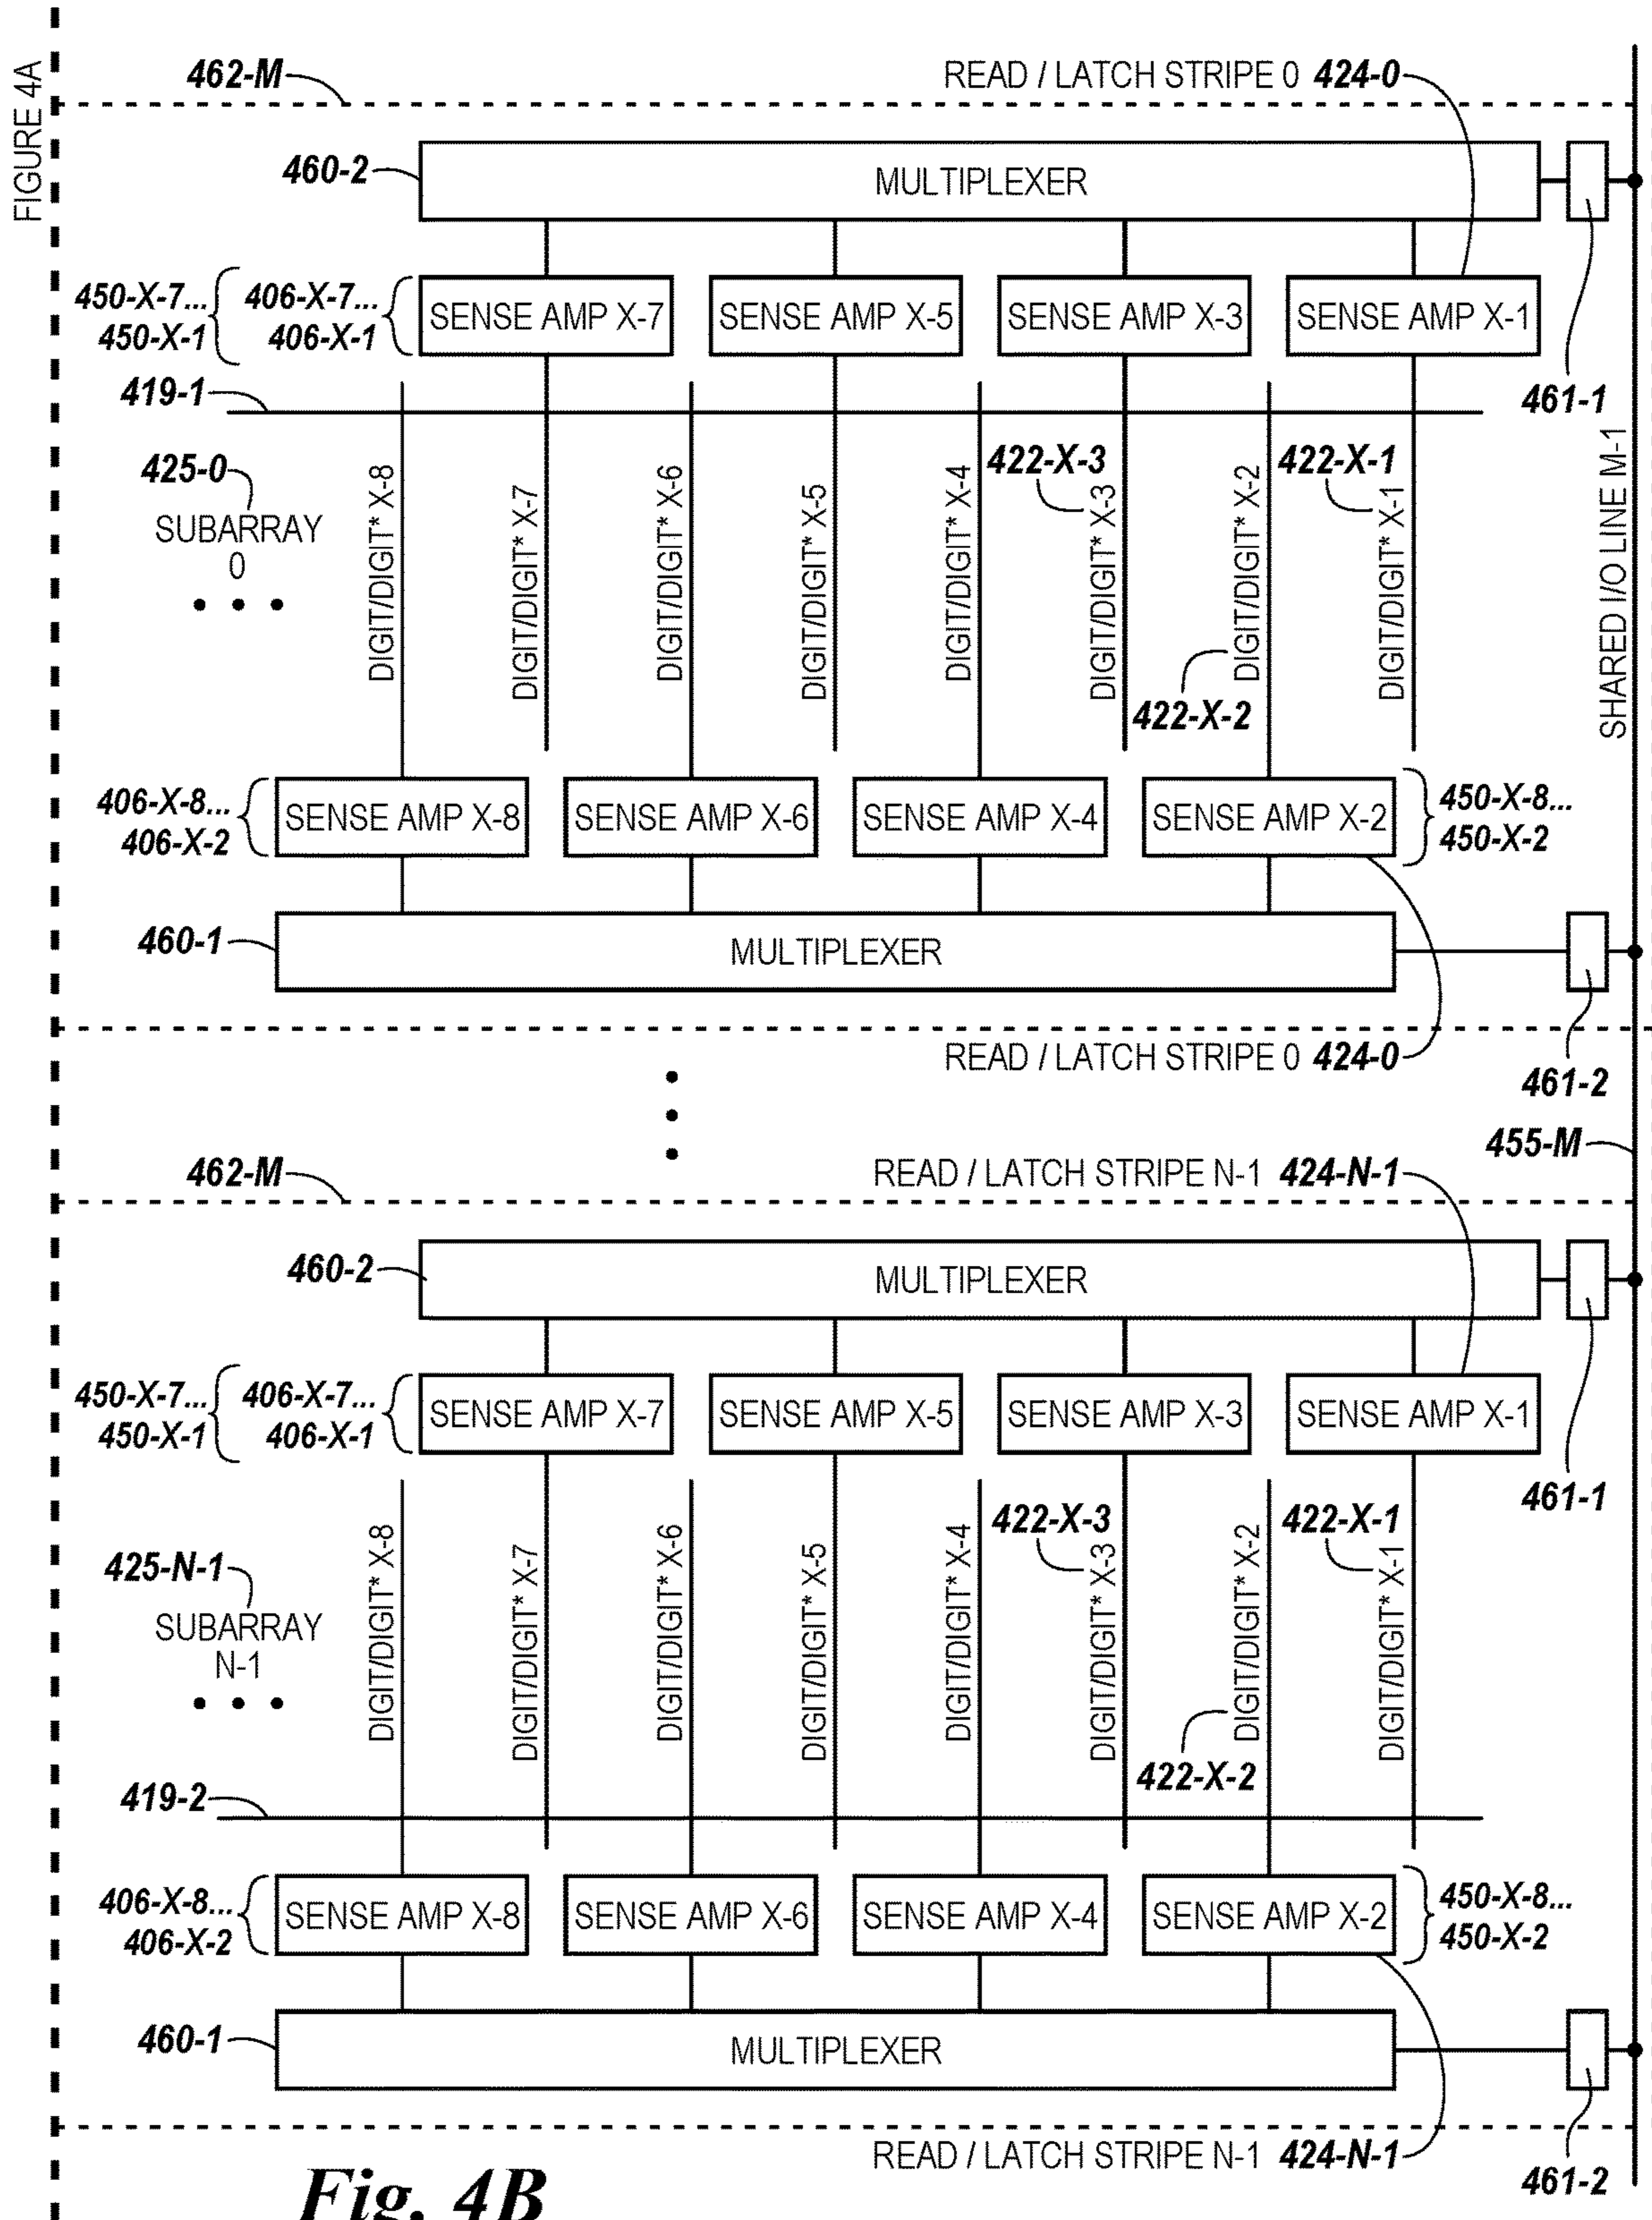 FIGURE 4A
462-M
READ / LATCH STRIPE 0 424-0
460-2
MULTIPLEXER
450-X-7...
450-X-1
406-X-7...
406-X-1
SENSE AMP X-7
SENSE AMP X-5
SENSE AMP X-3
SENSE AMP X-1
461-1
419-1
425-0
SUBARRAY
0
DIGIT/DIGIT* X-8
DIGIT/DIGIT* X-7
DIGIT/DIGIT* X-6
DIGIT/DIGIT* X-5
DIGIT/DIGIT* X-4
422-X-3
DIGIT/DIGIT* X-3
DIGIT/DIGIT* X-2
422-X-2
422-X-1
DIGIT/DIGIT* X-1
SHARED I/O LINE M-1
406-X-8...
406-X-2
SENSE AMP X-8
SENSE AMP X-6
SENSE AMP X-4
SENSE AMP X-2
450-X-8...
450-X-2
460-1
MULTIPLEXER
READ / LATCH STRIPE 0 424-0
461-2
455-M
462-M
READ / LATCH STRIPE N-1 424-N-1
460-2
MULTIPLEXER
450-X-7...
450-X-1
406-X-7...
406-X-1
SENSE AMP X-7
SENSE AMP X-5
SENSE AMP X-3
SENSE AMP X-1
461-1
425-N-1
SUBARRAY
N-1
DIGIT/DIGIT* X-8
DIGIT/DIGIT* X-7
DIGIT/DIGIT* X-6
DIGIT/DIGIT* X-5
DIGIT/DIGIT* X-4
422-X-3
DIGIT/DIGIT* X-3
DIGIT/DIGIT* X-2
422-X-2
422-X-1
DIGIT/DIGIT* X-1
419-2
406-X-8...
406-X-2
SENSE AMP X-8
SENSE AMP X-6
SENSE AMP X-4
SENSE AMP X-2
450-X-8...
450-X-2
460-1
MULTIPLEXER
READ / LATCH STRIPE N-1 424-N-1
461-2
Fig. 4B